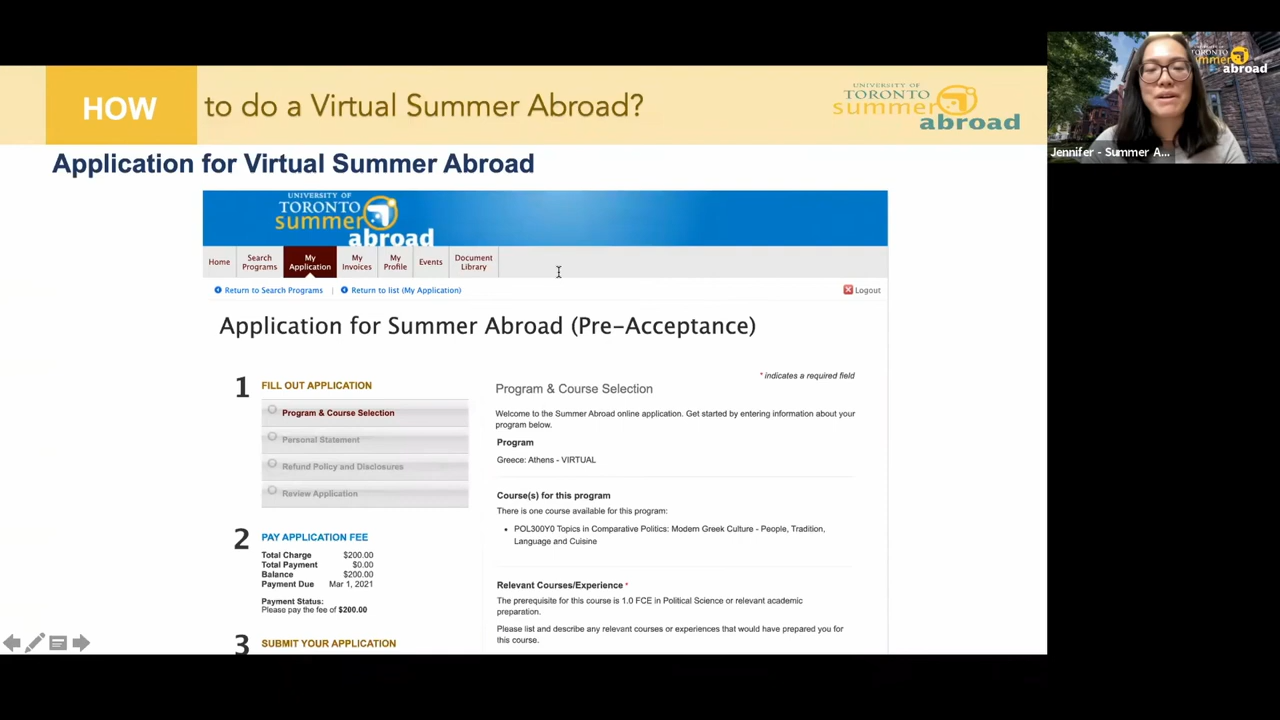 HOW to do a Virtual Summer Abroad?
UNIVERSITY OF
TORONTO
summer
abroad
Application for Virtual Summer Abroad
UNIVERSITY OF
TORONTO
summer
abroad
Home
Search
Programs
My
Application
My
Invoices
My
Profile
Events
Document
Library
Return to Search Programs | Return to list (My Application)
Logout
Application for Summer Abroad (Pre-Acceptance)
1 FILL OUT APPLICATION
Program & Course Selection
Personal Statement
Refund Policy and Disclosures
Review Application
2 PAY APPLICATION FEE
Total Charge $200.00
Total Payment $0.00
Balance $200.00
Payment Due Mar 1, 2021
Payment Status:
Please pay the fee of $200.00
3 SUBMIT YOUR APPLICATION
* indicates a required field
Program & Course Selection
Welcome to the Summer Abroad online application. Get started by entering information about your
program below.
Program
Greece: Athens - VIRTUAL
Course(s) for this program
There is one course available for this program:
• POL300Y0 Topics in Comparative Politics: Modern Greek Culture - People, Tradition,
Language and Cuisine
Relevant Courses/Experience *
The prerequisite for this course is 1.0 FCE in Political Science or relevant academic
preparation.
Please list and describe any relevant courses or experiences that would have prepared you for
this course.
TORONTO
abroad
Jennifer - Summer A...